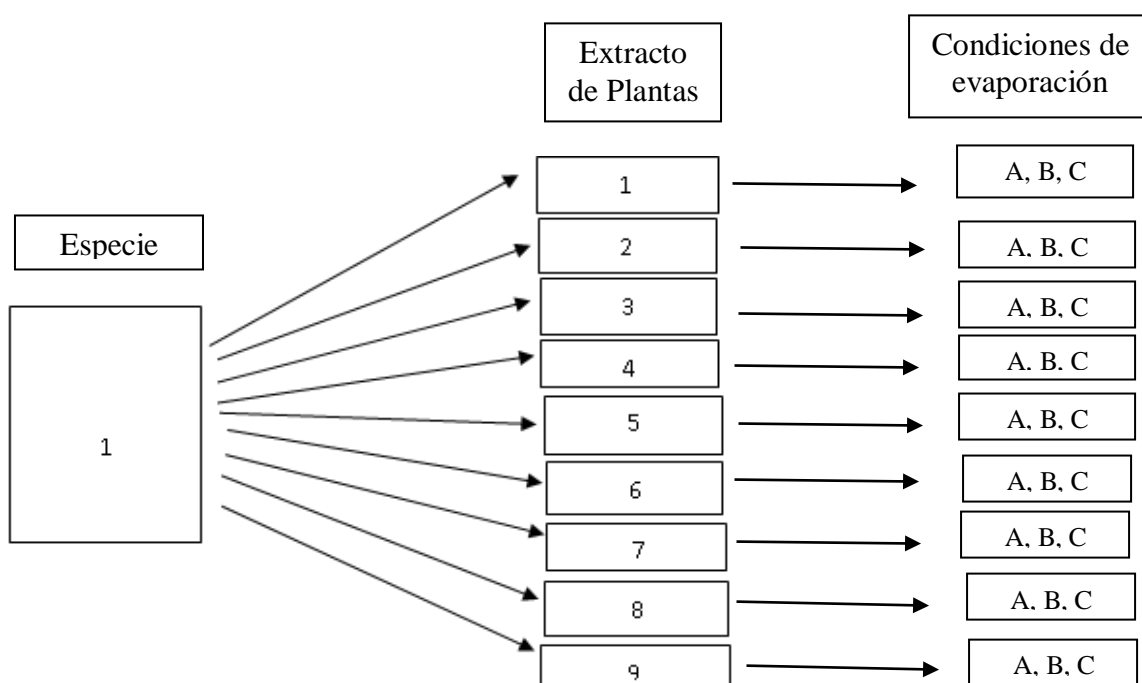 Extracto
de Plantas
Condiciones de
evaporación
Especie
1
1
A, B, C
2
A, B, C
3
A, B, C
4
A, B, C
5
A, B, C
6
A, B, C
7
A, B, C
8
A, B, C
9
A, B, C